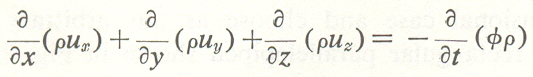 ∂/∂x (ρu_x) + ∂/∂y (ρu_y) + ∂/∂z (ρu_z) = − ∂/∂t (ϕρ)